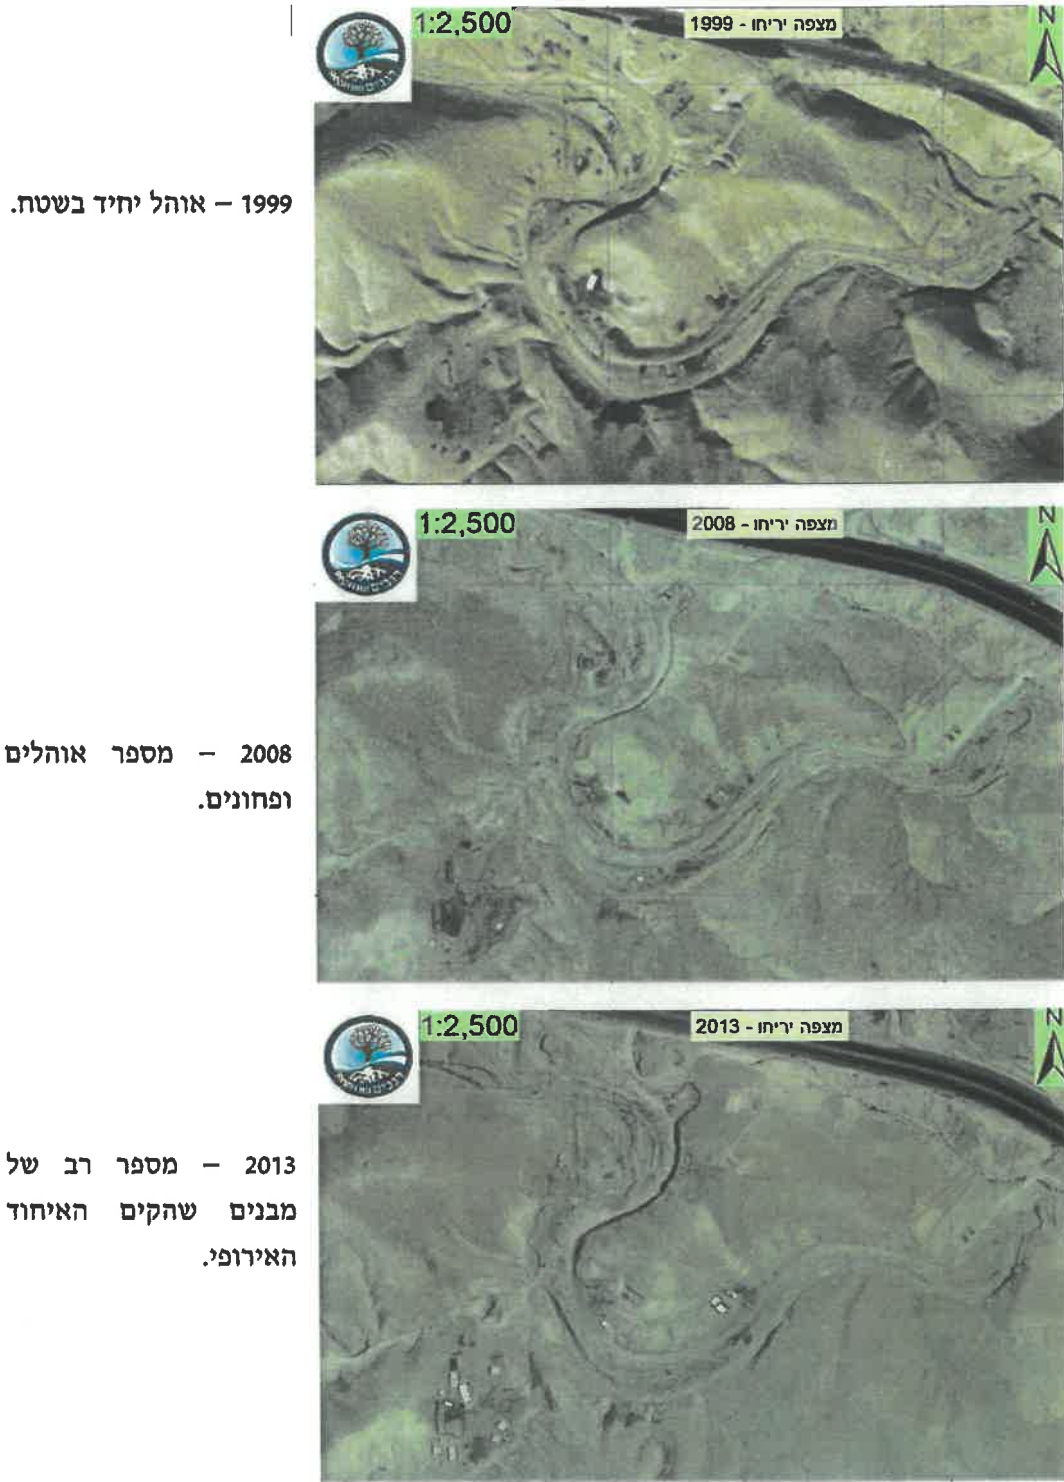 1:2,500
מצפה יריחו - 1999
N
1999 – אוהל יחיד בשטח.
1:2,500
מצפה יריחו - 2008
N
2008 – מספר אוהלים
ופחונים.
1:2,500
מצפה יריחו - 2013
N
2013 – מספר רב של
מבנים שהקים האיחוד
האירופי.